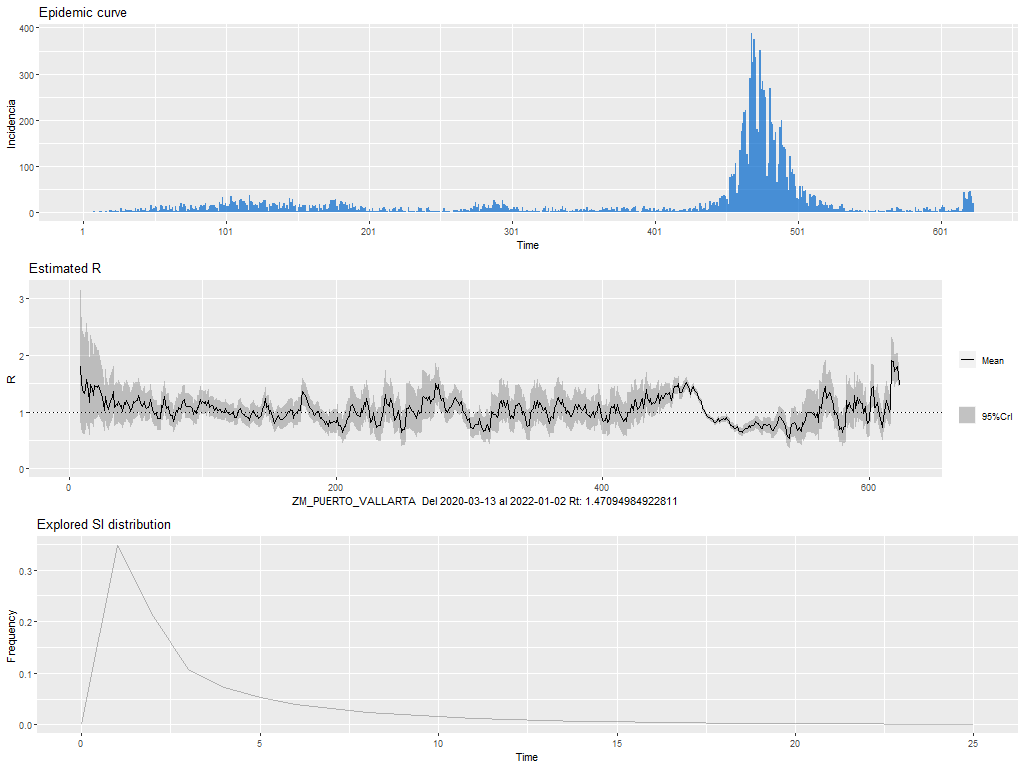 Epidemic curve
400
300
200
100
0
Incidencia
1
101
201
301
401
501
601
Time
Estimated R
3
2
1
0
R
Mean
95%CrI
0
200
400
600
ZM_PUERTO_VALLARTA Del 2020-03-13 al 2022-01-02 Rt: 1.47094984922811
Explored SI distribution
0.3
0.2
0.1
0.0
Frequency
0
5
10
15
20
25
Time